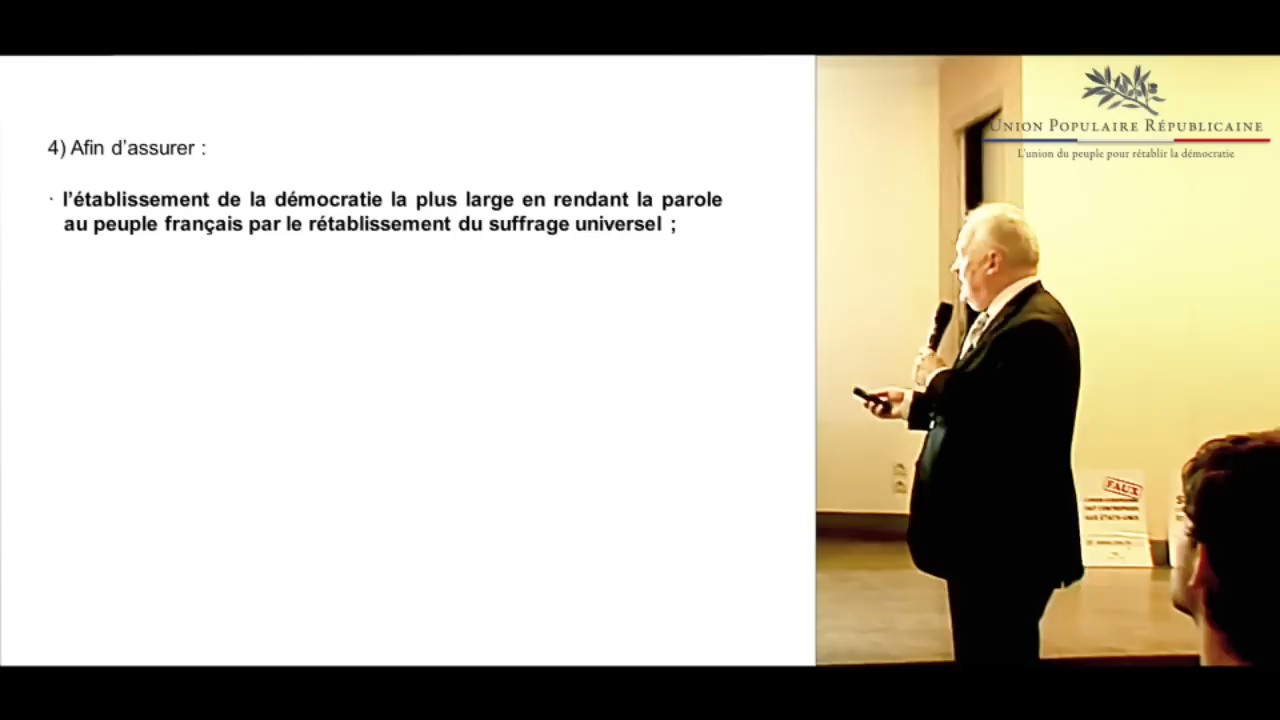 4) Afin d’assurer :
· l’établissement de la démocratie la plus large en rendant la parole
au peuple français par le rétablissement du suffrage universel ;
UNION POPULAIRE RÉPUBLICAINE
L'union du peuple pour rétablir la démocratie
FAUX